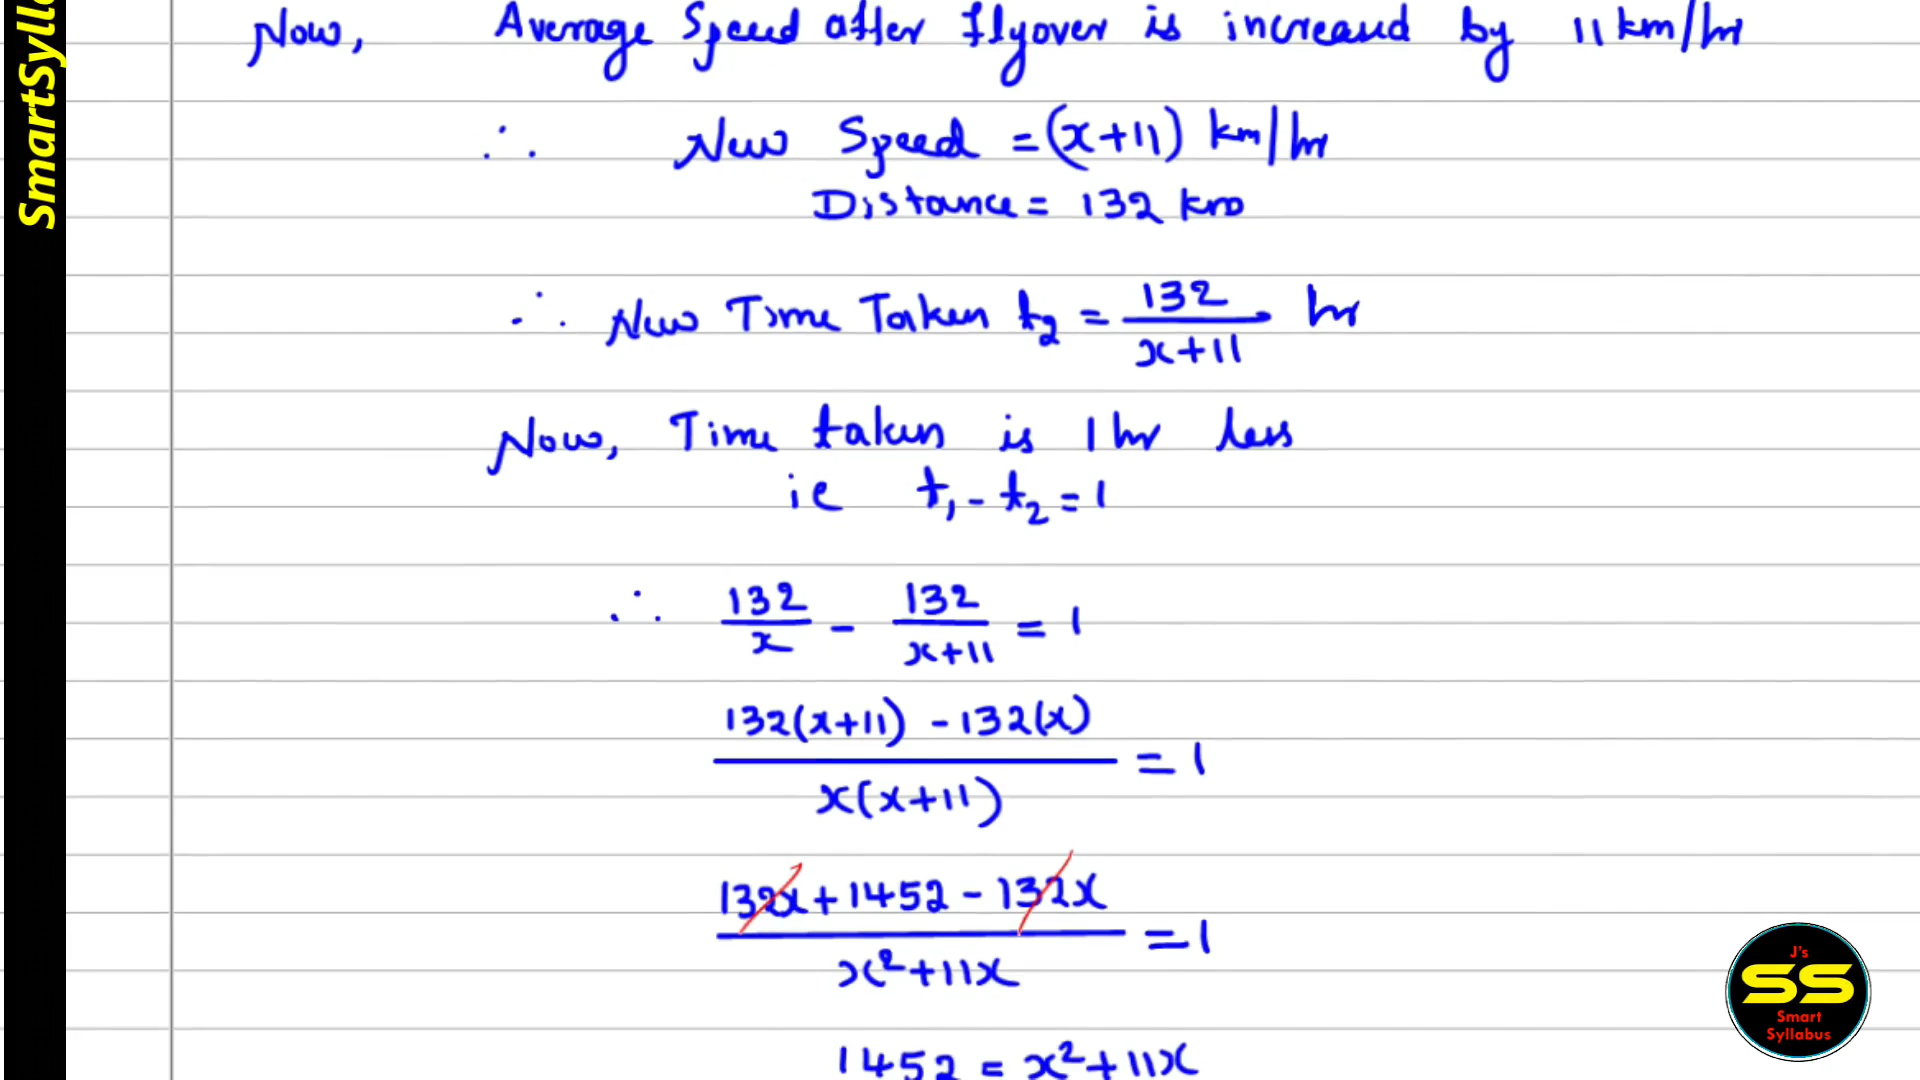 SmartSylla
Now, Average Speed after flyover is increased by 11 km/hr
∴ New Speed = (x+11) km/hr
Distance = 132 km
∴ New Time Taken t₂ = 132/(x+11) hr
Now, Time taken is 1 hr less
ie t₁ - t₂ = 1
∴ 132/x - 132/(x+11) = 1
(132(x+11) - 132(x))/(x(x+11)) = 1
(132x + 1452 - 132x)/(x²+11x) = 1
1452 = x²+11x
J's
SS
Smart
Syllabus